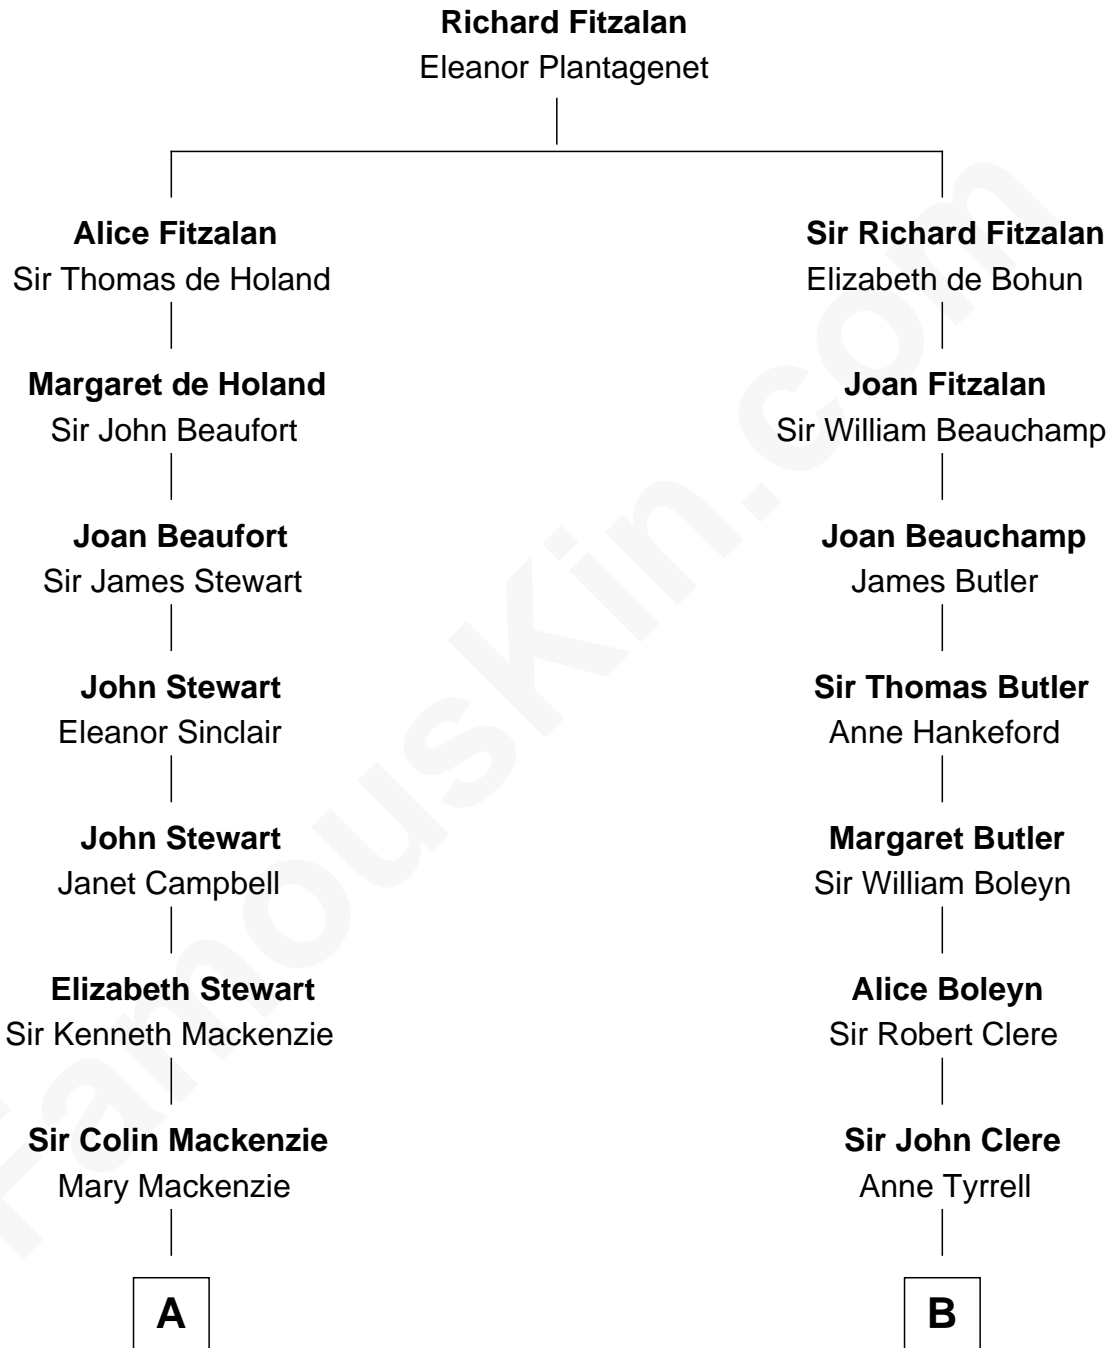 Richard Fitzalan
Eleanor Plantagenet
Alice Fitzalan
Sir Thomas de Holand
Sir Richard Fitzalan
Elizabeth de Bohun
Margaret de Holand
Sir John Beaufort
Joan Fitzalan
Sir William Beauchamp
Joan Beaufort
Sir James Stewart
Joan Beauchamp
James Butler
John Stewart
Eleanor Sinclair
Sir Thomas Butler
Anne Hankeford
John Stewart
Janet Campbell
Margaret Butler
Sir William Boleyn
Elizabeth Stewart
Sir Kenneth Mackenzie
Alice Boleyn
Sir Robert Clere
Sir Colin Mackenzie
Mary Mackenzie
Sir John Clere
Anne Tyrrell
A
B
FamousKin.com